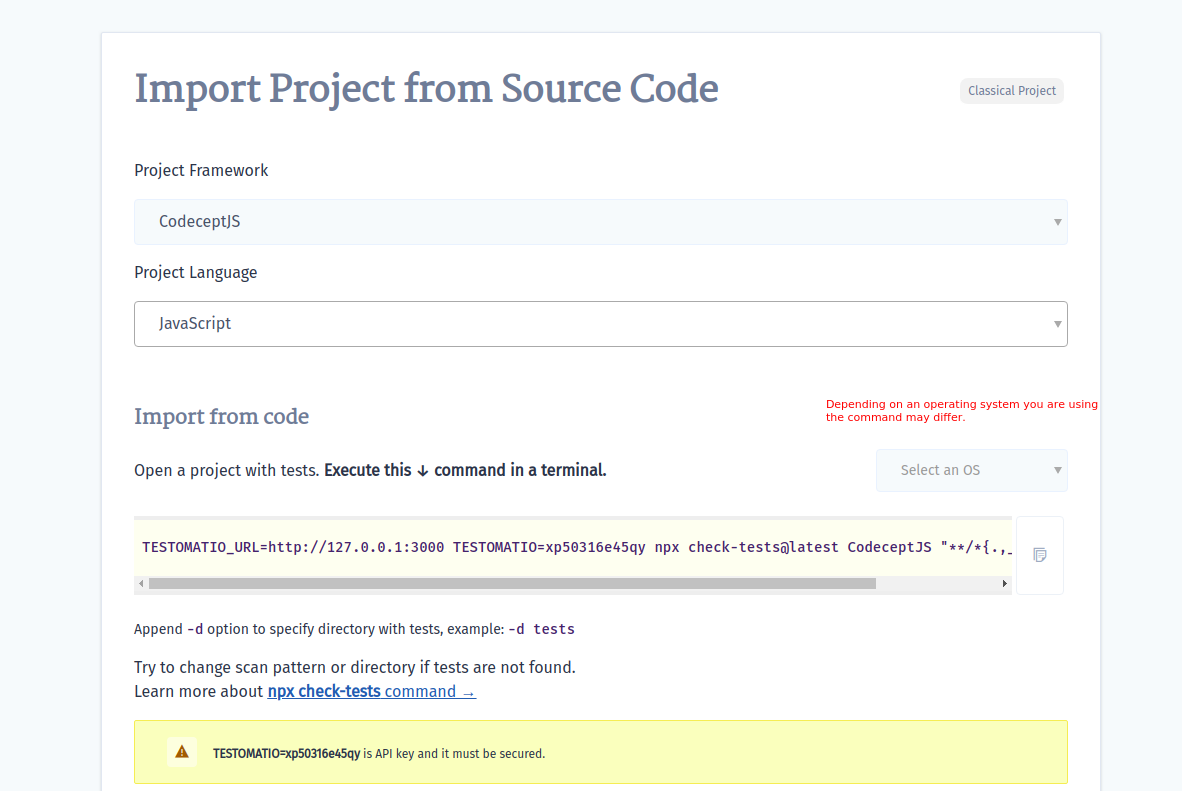 Import Project from Source Code
Classical Project
Project Framework
CodeceptJS
Project Language
JavaScript
Depending on an operating system you are using
the command may differ.
Import from code
Open a project with tests. Execute this ↓ command in a terminal.
Select an OS
TESTOMATIO_URL=http://127.0.0.1:3000 TESTOMATIO=xp50316e45qy npx check-tests@latest CodeceptJS "**/*{.,_
Append -d option to specify directory with tests, example: -d tests
Try to change scan pattern or directory if tests are not found.
Learn more about npx check-tests command →
TESTOMATIO=xp50316e45qy is API key and it must be secured.